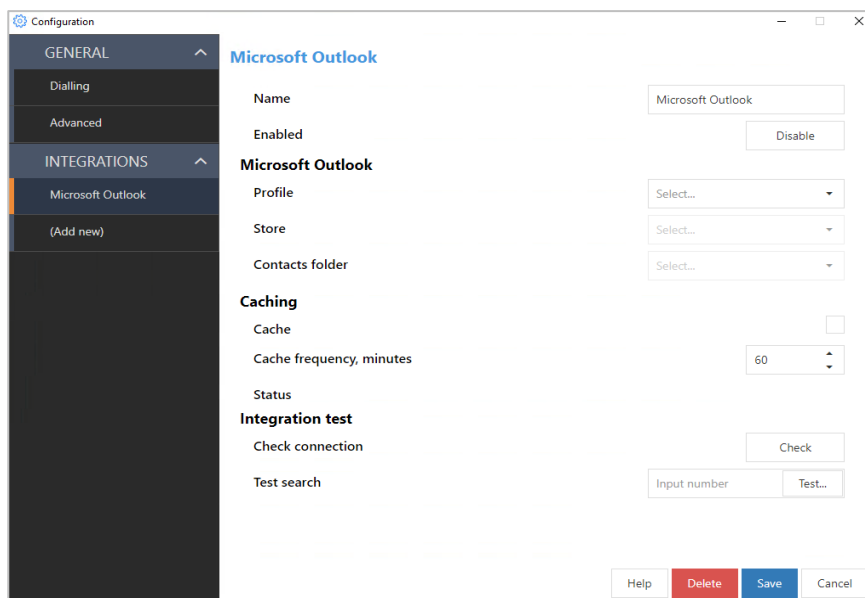 Configuration
GENERAL
Dialling
Advanced
INTEGRATIONS
Microsoft Outlook
(Add new)
Microsoft Outlook
Name Microsoft Outlook
Enabled Disable
Microsoft Outlook
Profile Select...
Store Select...
Contacts folder Select...
Caching
Cache
Cache frequency, minutes 60
Status
Integration test
Check connection Check
Test search Input number Test...
Help Delete Save Cancel